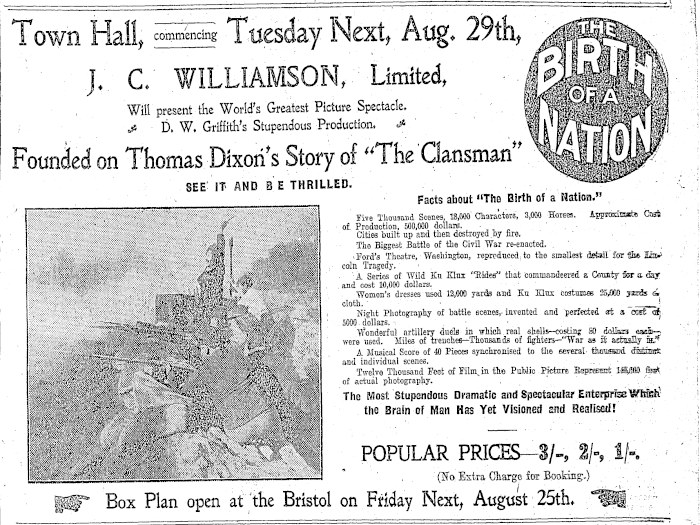 Town Hall, commencing Tuesday Next, Aug. 29th,
J. C. WILLIAMSON, Limited,
Will present the World's Greatest Picture Spectacle.
D. W. Griffith's Stupendous Production.
Founded on Thomas Dixon's Story of "The Clansman"
SEE IT AND BE THRILLED.
THE
BIRTH
OF A
NATION
Facts about "The Birth of a Nation."
Five Thousand Scenes, 18,000 Characters, 3,000 Horses. Approximate Cost
of Production, 500,000 dollars.
Cities built up and then destroyed by fire.
The Biggest Battle of the Civil War re-enacted.
Ford's Theatre, Washington, reproduced to the smallest detail for the Lin-
coln Tragedy.
A Series of Wild Ku Klux "Rides" that commandeered a County for a day
and cost 10,000 dollars.
Women's dresses used 12,000 yards and Ku Klux costumes 25,000 yards
cloth.
Night Photography of battle scenes, invented and perfected at a cost of
5000 dollars.
Wonderful artillery duels in which real shells—costing 80 dollars each—
were used. Miles of trenches—Thousands of fighters—"War as it actually is."
A Musical Score of 40 Pieces synchronised to the several thousand distinct
and individual scenes.
Twelve Thousand Feet of Film in the Public Picture Represent feet
of actual photography.
The Most Stupendous Dramatic and Spectacular Enterprise Which
the Brain of Man Has Yet Visioned and Realised!
POPULAR PRICES—3/-, 2/-, 1/-.
(No Extra Charge for Booking.)
Box Plan open at the Bristol on Friday Next, August 25th.